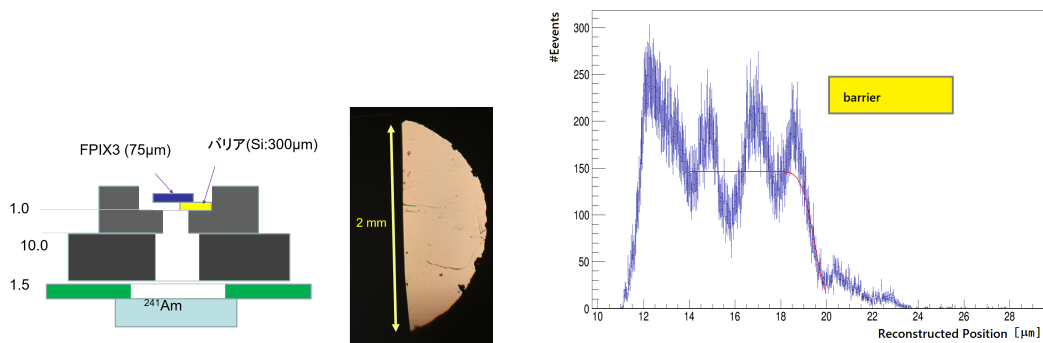 FPIX3 (75μm)
バリア(Si:300μm)
1.0
10.0
1.5
241Am
2 mm
#Eevents
300
250
200
150
100
50
0
barrier
10
12
14
16
18
20
22
24
26
28
Reconstructed Position [μm]